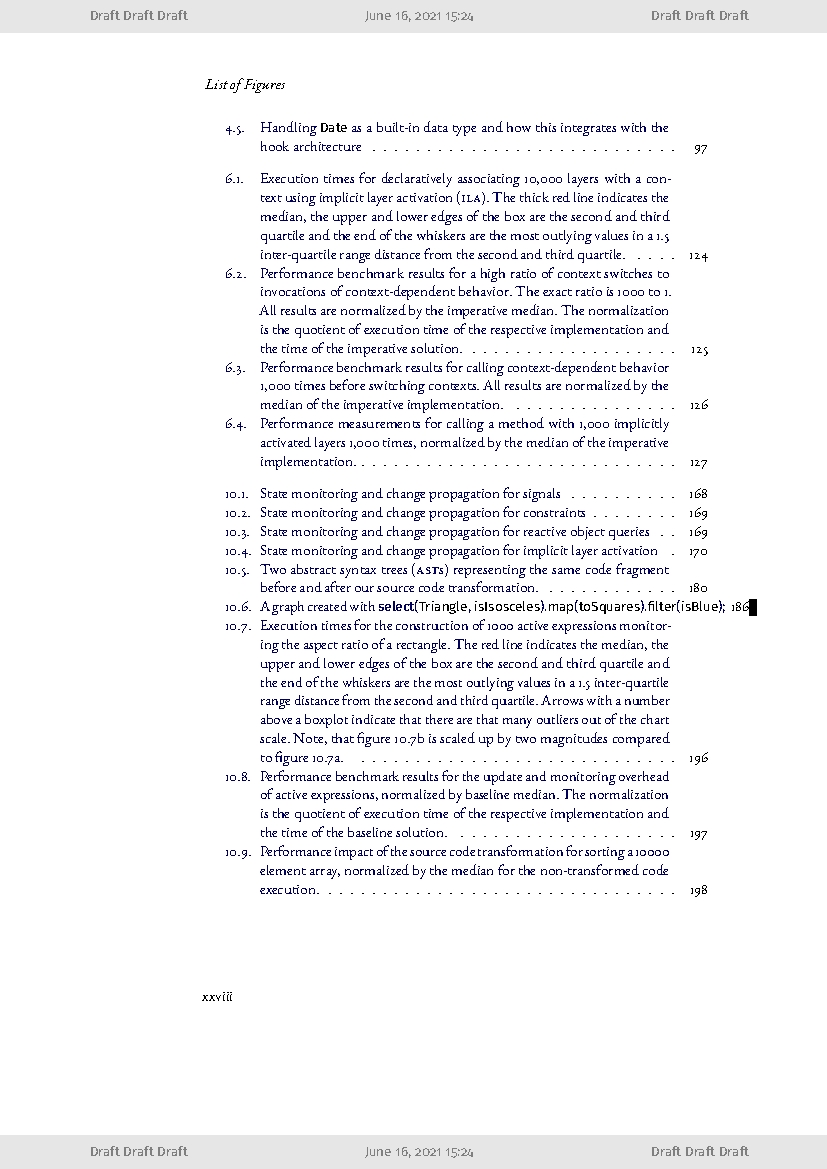 Draft Draft Draft June 16, 2021 15:24 Draft Draft Draft
List of Figures
4.5. Handling Date as a built-in data type and how this integrates with the
hook architecture . . . . . . . . . . . . . . . . . . . . . . . . . . . . 97
6.1. Execution times for declaratively associating 10,000 layers with a con-
text using implicit layer activation (ILA). The thick red line indicates the
median, the upper and lower edges of the box are the second and third
quartile and the end of the whiskers are the most outlying values in a 1.5
inter-quartile range distance from the second and third quartile. . . . . 124
6.2. Performance benchmark results for a high ratio of context switches to
invocations of context-dependent behavior. The exact ratio is 1000 to 1.
All results are normalized by the imperative median. The normalization
is the quotient of execution time of the respective implementation and
the time of the imperative solution. . . . . . . . . . . . . . . . . . . . 125
6.3. Performance benchmark results for calling context-dependent behavior
1,000 times before switching contexts. All results are normalized by the
median of the imperative implementation. . . . . . . . . . . . . . . . 126
6.4. Performance measurements for calling a method with 1,000 implicitly
activated layers 1,000 times, normalized by the median of the imperative
implementation. . . . . . . . . . . . . . . . . . . . . . . . . . . . . . 127
10.1. State monitoring and change propagation for signals . . . . . . . . . . 168
10.2. State monitoring and change propagation for constraints . . . . . . . . 169
10.3. State monitoring and change propagation for reactive object queries . . 169
10.4. State monitoring and change propagation for implicit layer activation . 170
10.5. Two abstract syntax trees (ASTs) representing the same code fragment
before and after our source code transformation. . . . . . . . . . . . . 180
10.6. A graph created with select(Triangle, isIsosceles).map(toSquares).filter(isBlue); 186
10.7. Execution times for the construction of 1000 active expressions monitor-
ing the aspect ratio of a rectangle. The red line indicates the median, the
upper and lower edges of the box are the second and third quartile and
the end of the whiskers are the most outlying values in a 1.5 inter-quartile
range distance from the second and third quartile. Arrows with a number
above a boxplot indicate that there are that many outliers out of the chart
scale. Note, that figure 10.7b is scaled up by two magnitudes compared
to figure 10.7a. . . . . . . . . . . . . . . . . . . . . . . . . . . . . . 196
10.8. Performance benchmark results for the update and monitoring overhead
of active expressions, normalized by baseline median. The normalization
is the quotient of execution time of the respective implementation and
the time of the baseline solution. . . . . . . . . . . . . . . . . . . . . 197
10.9. Performance impact of the source code transformation for sorting a 10000
element array, normalized by the median for the non-transformed code
execution. . . . . . . . . . . . . . . . . . . . . . . . . . . . . . . . . 198
xxviii
Draft Draft Draft June 16, 2021 15:24 Draft Draft Draft